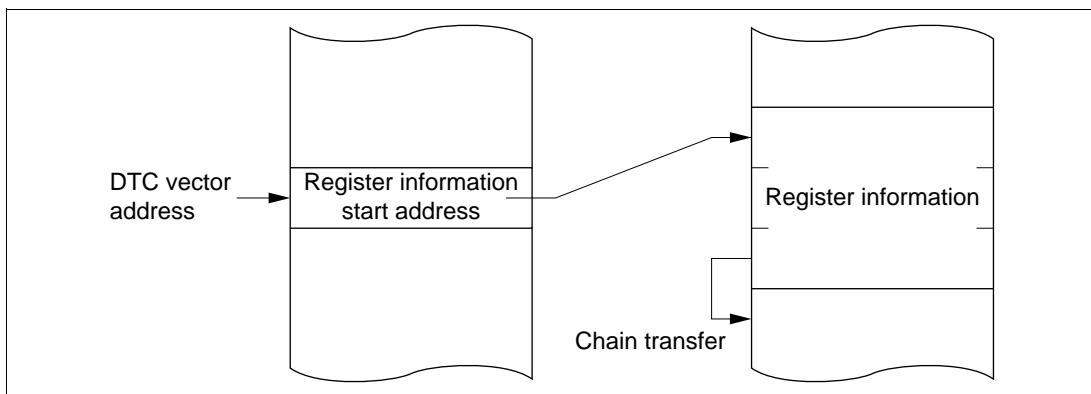 DTC vector
address
Register information
start address
Register information
Chain transfer